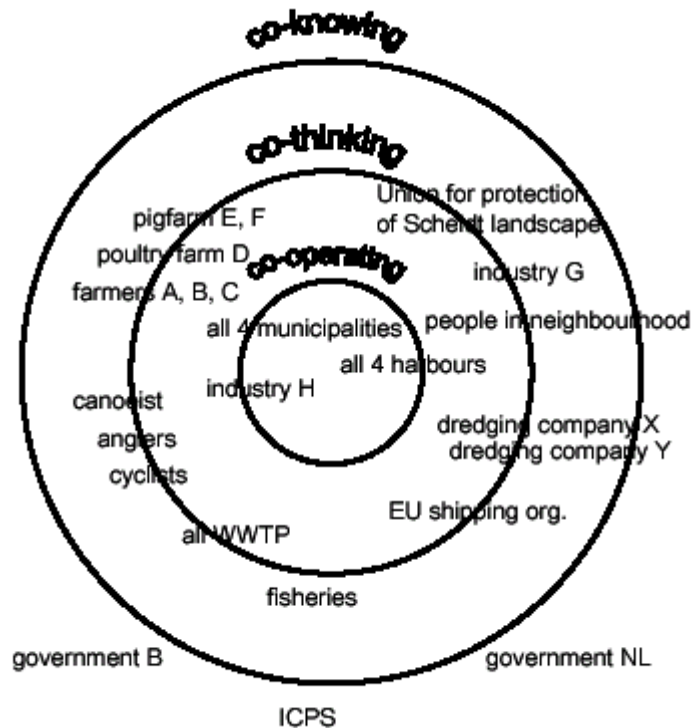 co-knowing
co-thinking
Union for protection
of Scheldt landscape
pigfarm E, F
poultry farm D
co-operating
industry G
farmers A, B, C
people in neighbourhood
all 4 municipalities
all 4 harbours
industry H
canoeist
anglers
cyclists
dredging company X
dredging company Y
EU shipping org.
all WWTP
fisheries
government B
government NL
ICPS